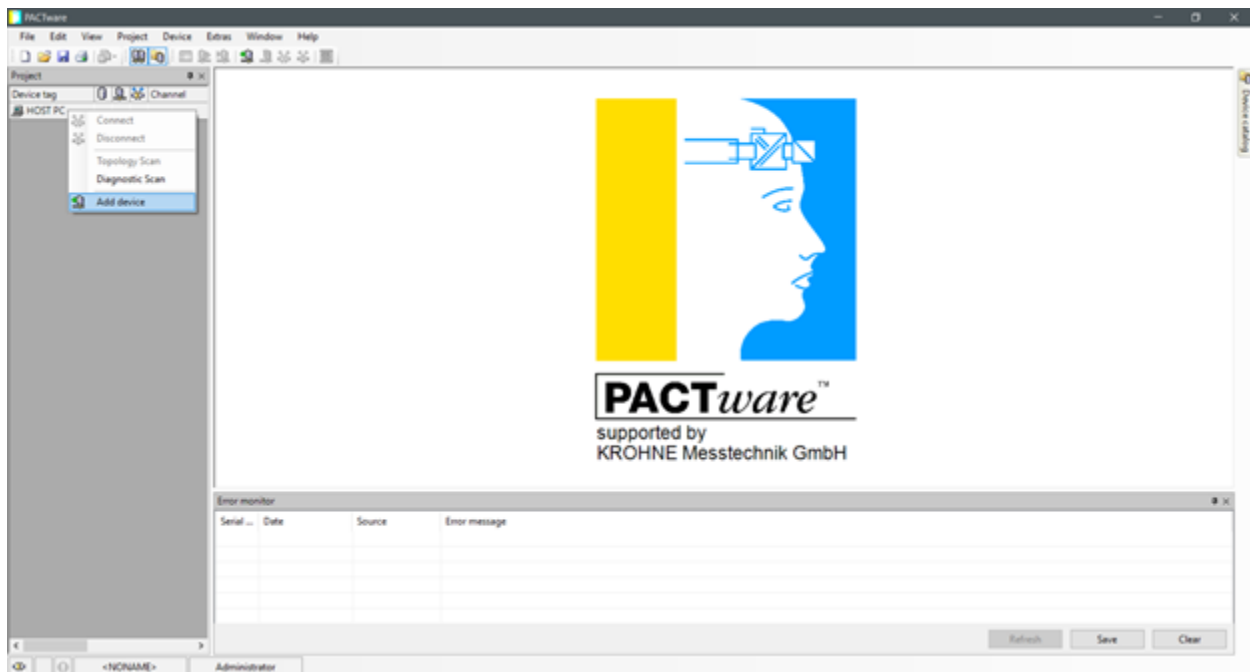 PACTware
File Edit View Project Device Extras Window Help
Project
Device tag Channel
HOST PC
Connect
Disconnect
Topology Scan
Diagnostic Scan
Add device
Device catalog
PACTware™
supported by
KROHNE Messtechnik GmbH
Error monitor
Serial ... Date Source Error message
Refresh Save Clear
<NONAME> Administrator